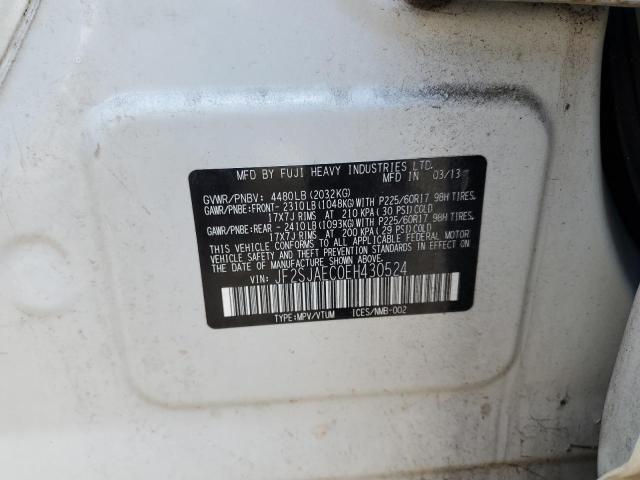 MFD BY FUJI HEAVY INDUSTRIES LTD.
MFD IN 03/13
GVWR/PNBV: 4480LB (2032KG)
GAWR/PNBE:FRONT- 2310LB (1048KG) WITH P225/60R17 98H TIRES,
17X7J RIMS AT 210 KPA (30 PSI) COLD
GAWR/PNBE:REAR - 2410LB (1093KG) WITH P225/60R17 98H TIRES,
17X7J RIMS AT 200 KPA (29 PSI) COLD
THIS VEHICLE CONFORMS TO ALL APPLICABLE FEDERAL MOTOR
VEHICLE SAFETY AND THEFT PREVENTION STANDARDS IN EFFECT ON
THE DATE OF MANUFACTURE SHOWN ABOVE.
VIN: JF2SJAEC0EH430524
TYPE:MPV/VTUM ICES/NMB-002